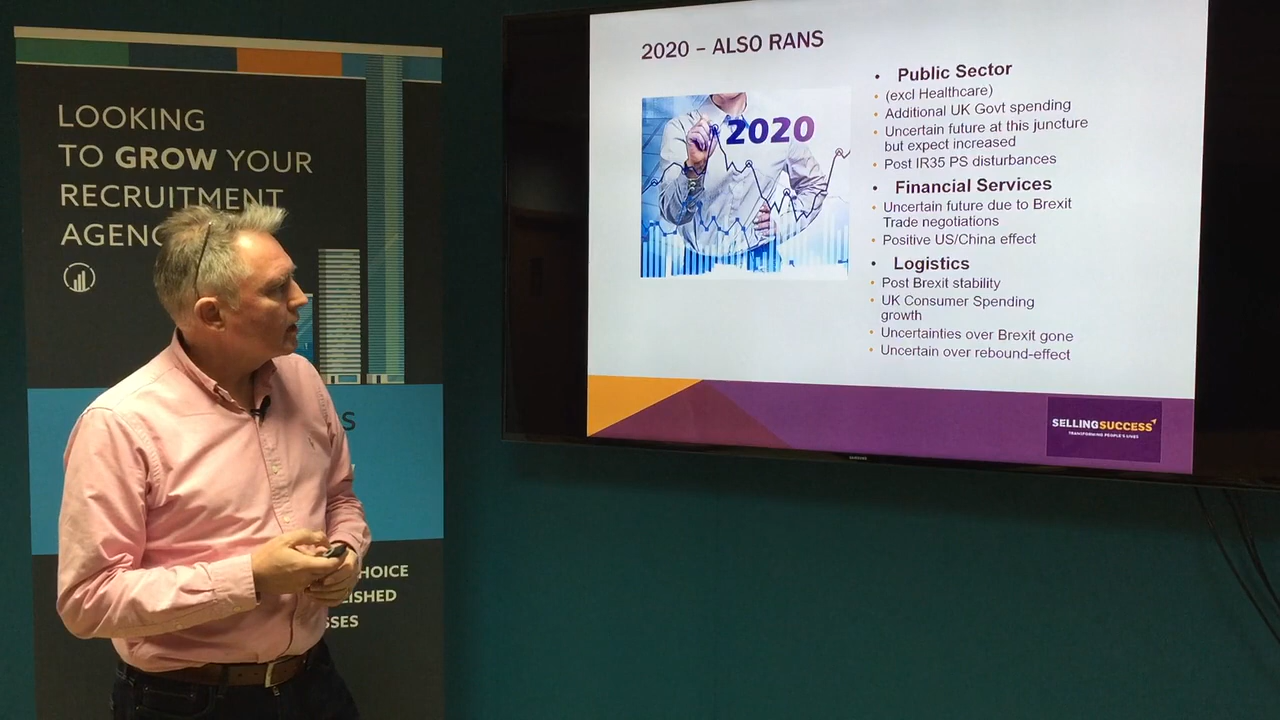 LOOKING
TO GROW YOUR
RECRUITMENT
AGENC
S
HOICE
LISHED
SSES
2020 – ALSO RANS
2020
• Public Sector
• (excl Healthcare)
• Additional UK Govt spending
• Uncertain future at this juncture
but expect increased
• Post IR35 PS disturbances
• Financial Services
• Uncertain future due to Brexit
Trade negotiations
• Positive US/China effect
• Logistics
• Post Brexit stability
• UK Consumer Spending
growth
• Uncertainties over Brexit gone
• Uncertain over rebound-effect
SELLINGSUCCESS
TRANSFORMING PEOPLE'S LIVES
SAMSUNG